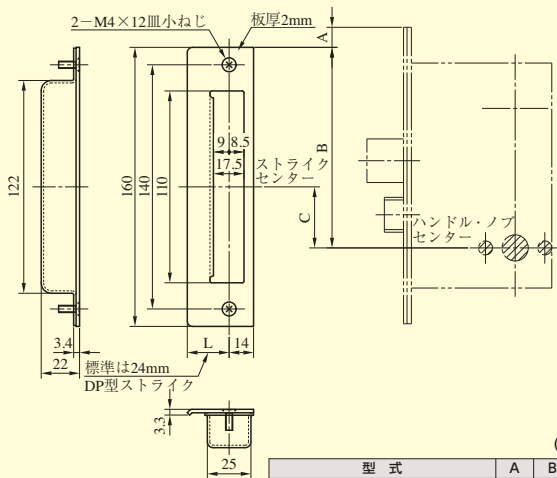 2－M4×12皿小ねじ
板厚2mm
A
B
C
122
160
140
110
9
8.5
17.5
ストライク
センター
ハンドル・ノブ
センター
3.4
22
L
14
標準は24mm
DP型ストライク
3.3
25
型 式
A
B